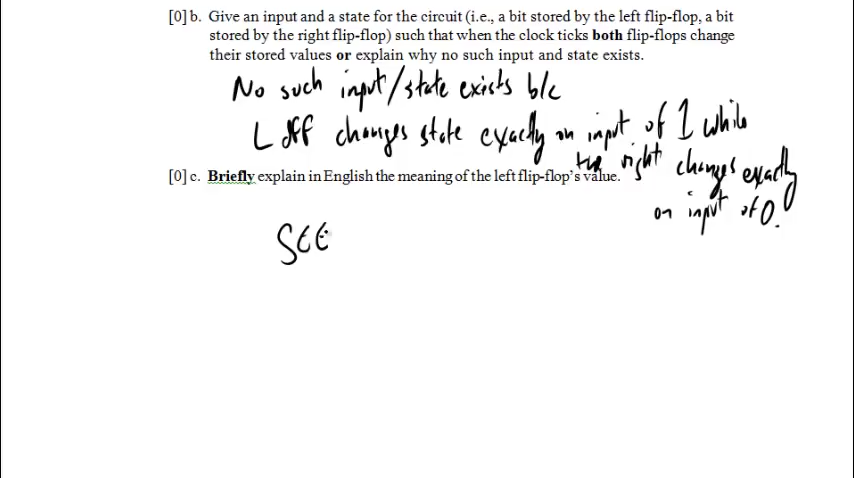 [0] b. Give an input and a state for the circuit (i.e., a bit stored by the left flip-flop, a bit
stored by the right flip-flop) such that when the clock ticks both flip-flops change
their stored values or explain why no such input and state exists.
No such input/state exists b/c
L dff changes state exactly on input of 1 while
the right changes exactly
on input of 0.
[0] c. Briefly explain in English the meaning of the left flip-flop's value.
see